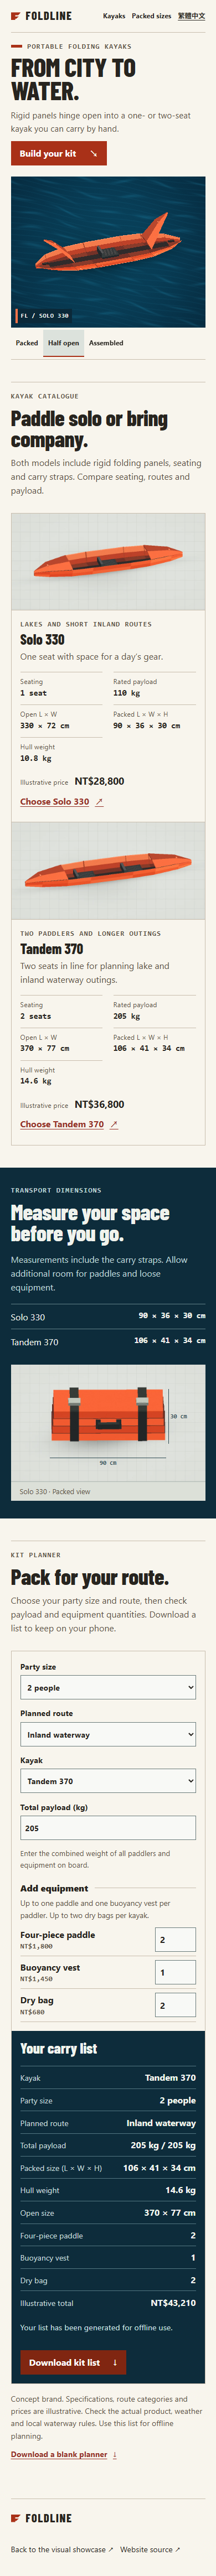 FOLDLINE
Kayaks Packed sizes 繁體中文
PORTABLE FOLDING KAYAKS
FROM CITY TO
WATER.
Rigid panels hinge open into a one- or two-seat
kayak you can carry by hand.
Build your kit ↘
FL / SOLO 330
Packed Half open Assembled
KAYAK CATALOGUE
Paddle solo or bring
company.
Both models include rigid folding panels, seating
and carry straps. Compare seating, routes and
payload.
LAKES AND SHORT INLAND ROUTES
Solo 330
One seat with space for a day's gear.
Seating Rated payload
1 seat 110 kg
Open L × W Packed L × W × H
330 × 72 cm 90 × 36 × 30 cm
Hull weight
10.8 kg
Illustrative price NT$28,800
Choose Solo 330 ↗
TWO PADDLERS AND LONGER OUTINGS
Tandem 370
Two seats in line for planning lake and
inland waterway outings.
Seating Rated payload
2 seats 205 kg
Open L × W Packed L × W × H
370 × 77 cm 106 × 41 × 34 cm
Hull weight
14.6 kg
Illustrative price NT$36,800
Choose Tandem 370 ↗
TRANSPORT DIMENSIONS
Measure your space
before you go.
Measurements include the carry straps. Allow
additional room for paddles and loose
equipment.
Solo 330 90 × 36 × 30 cm
Tandem 370 106 × 41 × 34 cm
30 cm
90 cm
Solo 330 · Packed view
KIT PLANNER
Pack for your route.
Choose your party size and route, then check
payload and equipment quantities. Download a
list to keep on your phone.
Party size
2 people
Planned route
Inland waterway
Kayak
Tandem 370
Total payload (kg)
205
Enter the combined weight of all paddlers and
equipment on board.
Add equipment
Up to one paddle and one buoyancy vest per
paddler. Up to two dry bags per kayak.
Four-piece paddle 2
NT$1,800
Buoyancy vest 1
NT$1,450
Dry bag 2
NT$680
Your carry list
Kayak Tandem 370
Party size 2 people
Planned route Inland waterway
Total payload 205 kg / 205 kg
Packed size (L × W × H) 106 × 41 × 34 cm
Hull weight 14.6 kg
Open size 370 × 77 cm
Four-piece paddle 2
Buoyancy vest 1
Dry bag 2
Illustrative total NT$43,210
Your list has been generated for offline use.
Download kit list ↓
Concept brand. Specifications, route categories and
prices are illustrative. Check the actual product, weather
and local waterway rules. Use this list for offline
planning.
Download a blank planner ↓
FOLDLINE
Back to the visual showcase ↗ Website source ↗